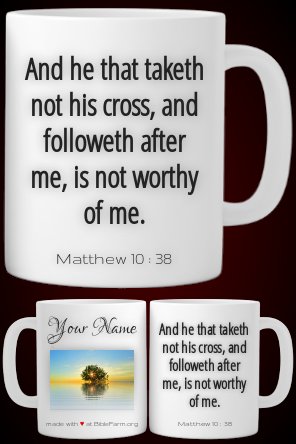 And he that taketh
not his cross, and
followeth after
me, is not worthy
of me.
Matthew 10 : 38
Your Name
made with ♥ at BibleFarm.org
And he that taketh
not his cross, and
followeth after
me, is not worthy
of me.
Matthew 10 : 38